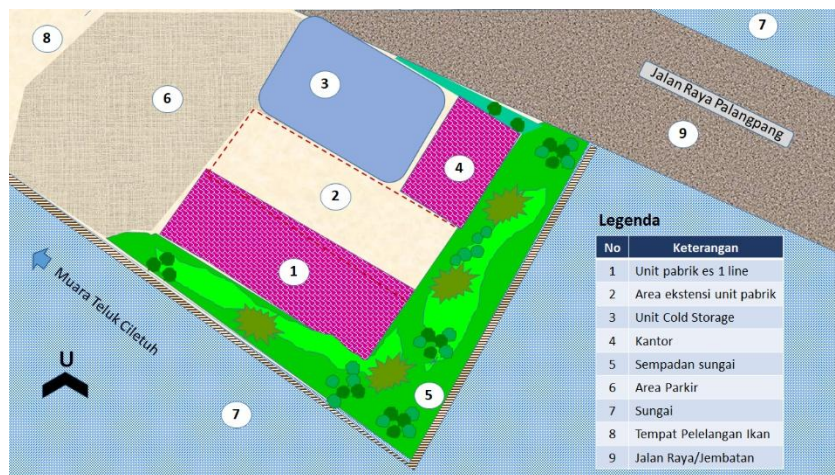 8
7
3
6
Jalan Raya Palangpang
9
4
2
Legenda
No Keterangan
1 Unit pabrik es 1 line
2 Area ekstensi unit pabrik
3 Unit Cold Storage
4 Kantor
5 Sempadan sungai
6 Area Parkir
7 Sungai
8 Tempat Pelelangan Ikan
9 Jalan Raya/Jembatan
1
Muara Teluk Ciletuh
U
5
7